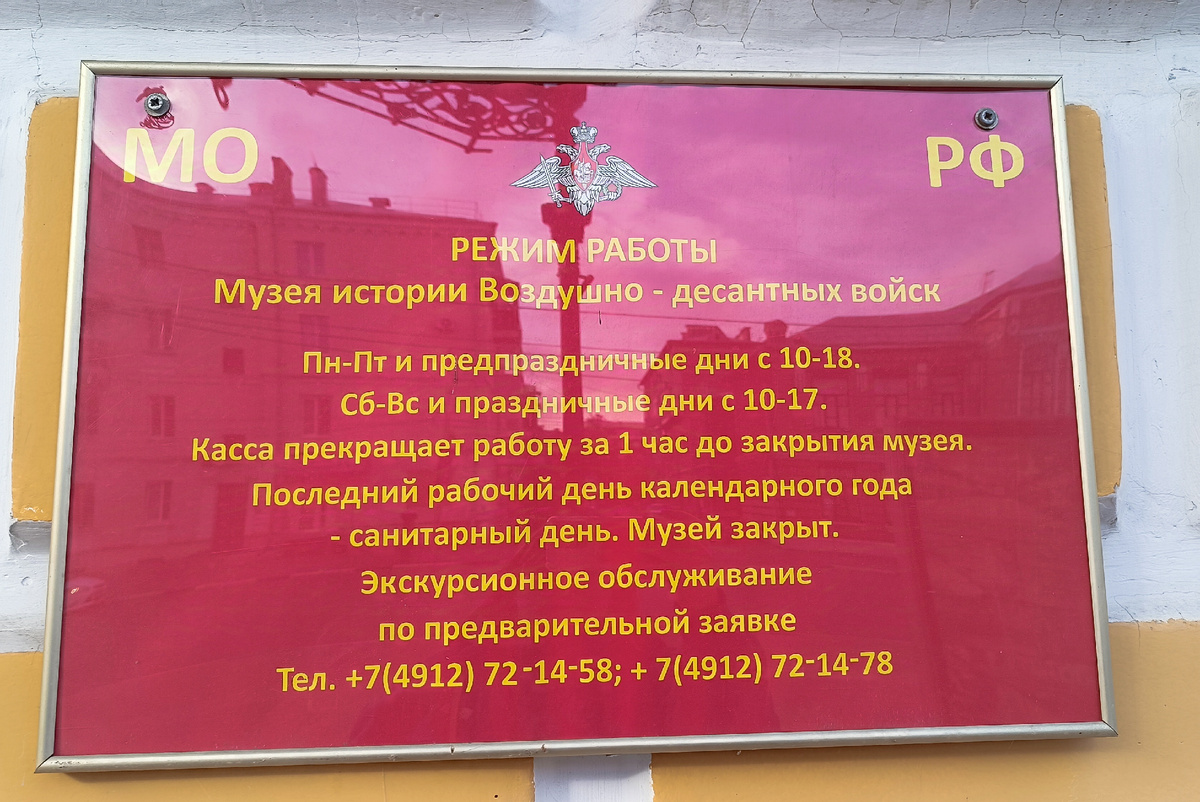 МО РФ
РЕЖИМ РАБОТЫ
Музея истории Воздушно - десантных войск
Пн-Пт и предпраздничные дни с 10-18.
Сб-Вс и праздничные дни с 10-17.
Касса прекращает работу за 1 час до закрытия музея.
Последний рабочий день календарного года
- санитарный день. Музей закрыт.
Экскурсионное обслуживание
по предварительной заявке
Тел. +7(4912) 72-14-58; + 7(4912) 72-14-78